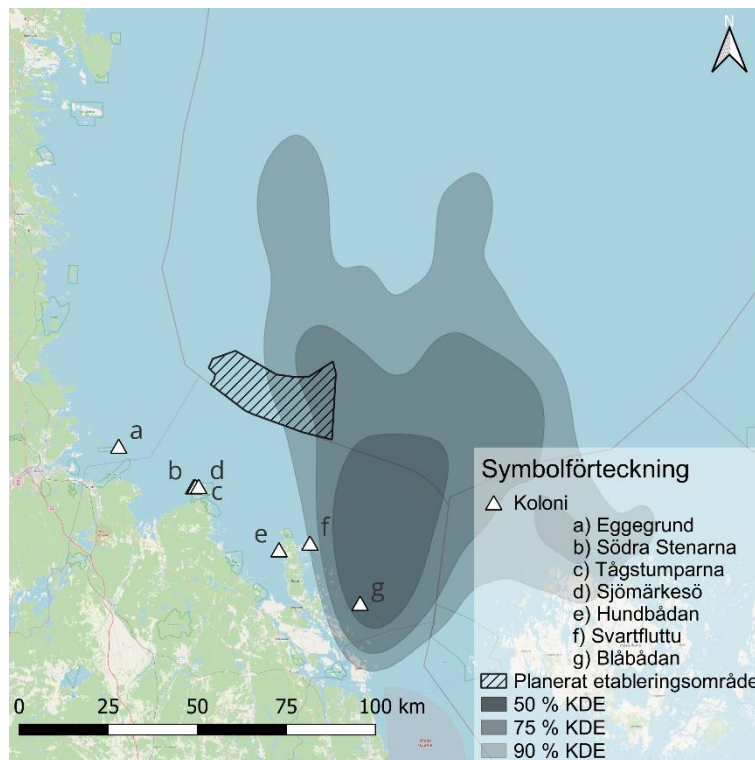 N
a
b
d
c
e
f
g
Symbolförteckning
Koloni
a) Eggegrund
b) Södra Stenarna
c) Tågstumparna
d) Sjömärkesö
e) Hundbådan
f) Svartfluttu
g) Blåbådan
Planerat etableringsområde
50 % KDE
75 % KDE
90 % KDE
0 25 50 75 100 km